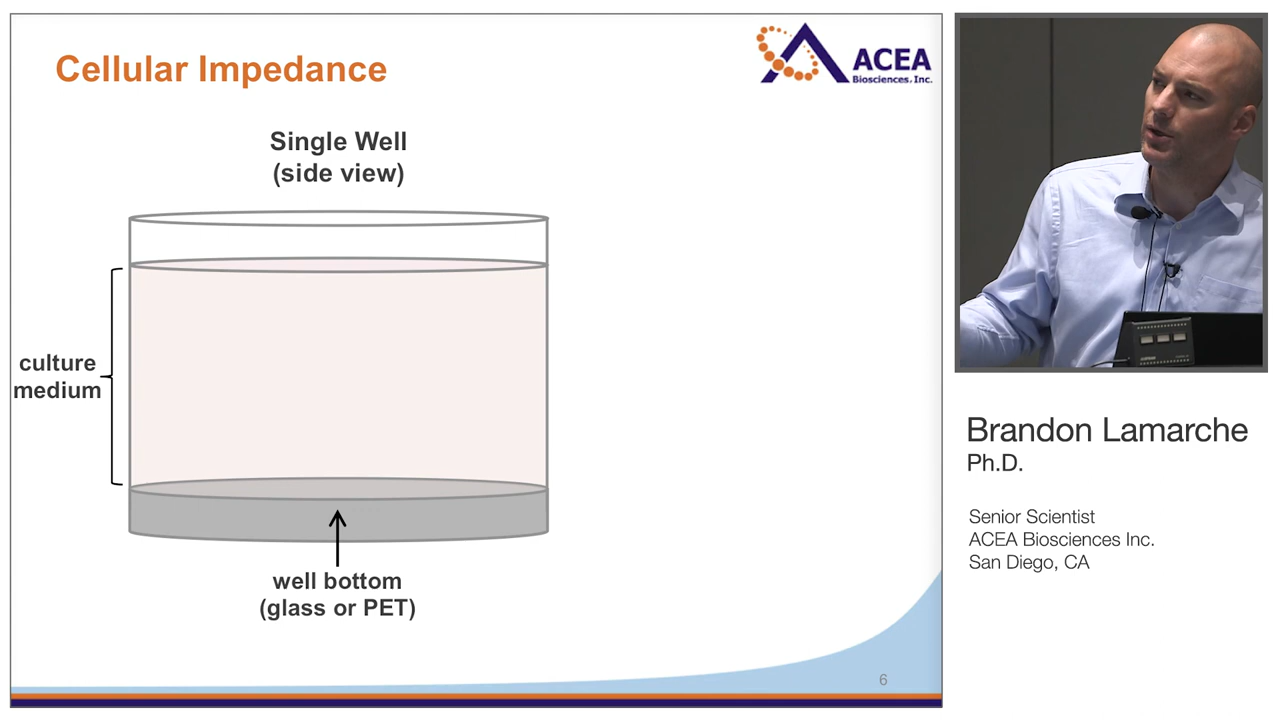 Cellular Impedance
ACEA
Biosciences, Inc.
Single Well
(side view)
culture
medium
well bottom
(glass or PET)
6
Brandon Lamarche
Ph.D.
Senior Scientist
ACEA Biosciences Inc.
San Diego, CA